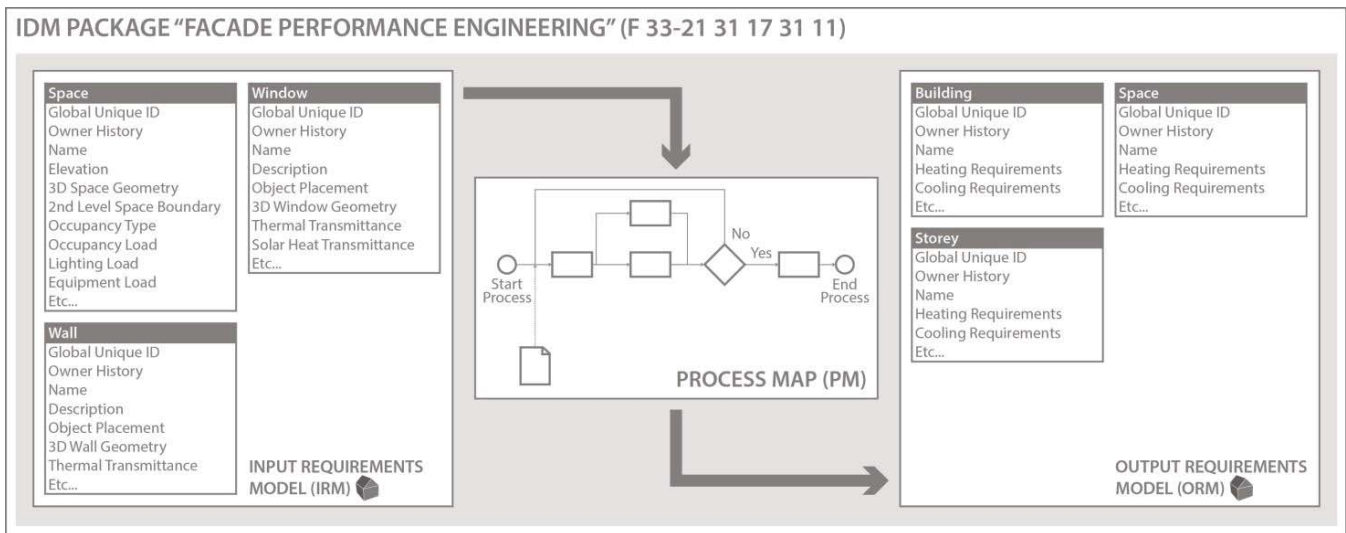 IDM PACKAGE “FACADE PERFORMANCE ENGINEERING” (F 33-21 31 17 31 11)
Space
Global Unique ID
Owner History
Name
Elevation
3D Space Geometry
2nd Level Space Boundary
Occupancy Type
Occupancy Load
Lighting Load
Equipment Load
Etc...
Window
Global Unique ID
Owner History
Name
Description
Object Placement
3D Window Geometry
Thermal Transmittance
Solar Heat Transmittance
Etc...
Wall
Global Unique ID
Owner History
Name
Description
Object Placement
3D Wall Geometry
Thermal Transmittance
Etc...
INPUT REQUIREMENTS
MODEL (IRM)
Start
Process
No
Yes
End
Process
PROCESS MAP (PM)
Building
Global Unique ID
Owner History
Name
Heating Requirements
Cooling Requirements
Etc...
Space
Global Unique ID
Owner History
Name
Heating Requirements
Cooling Requirements
Etc...
Storey
Global Unique ID
Owner History
Name
Heating Requirements
Cooling Requirements
Etc...
OUTPUT REQUIREMENTS
MODEL (ORM)